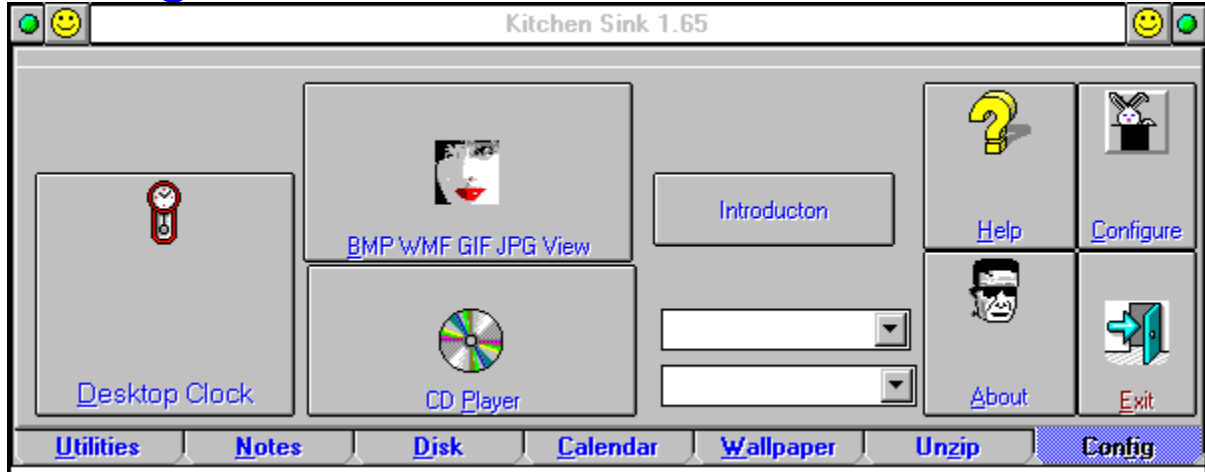 Kitchen Sink 1.65
Desktop Clock
BMP WMF GIF JPG View
CD Player
Introducton
Help
Configure
About
Exit
Utilities
Notes
Disk
Calendar
Wallpaper
Unzip
Config